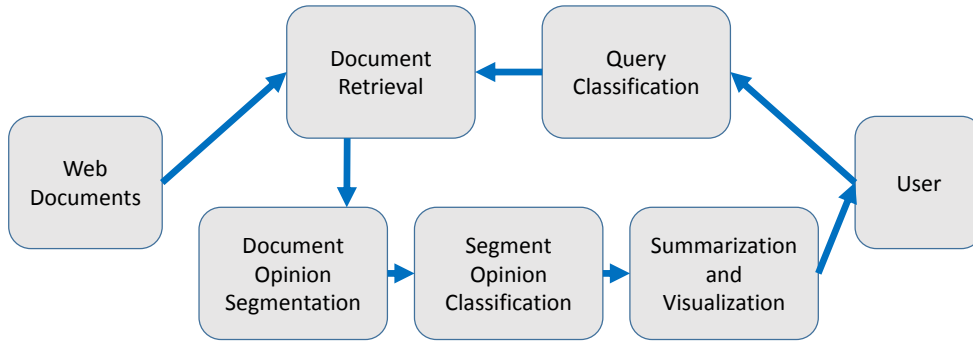 Document
Retrieval
Query
Classification
Web
Documents
User
Document
Opinion
Segmentation
Segment
Opinion
Classification
Summarization
and
Visualization